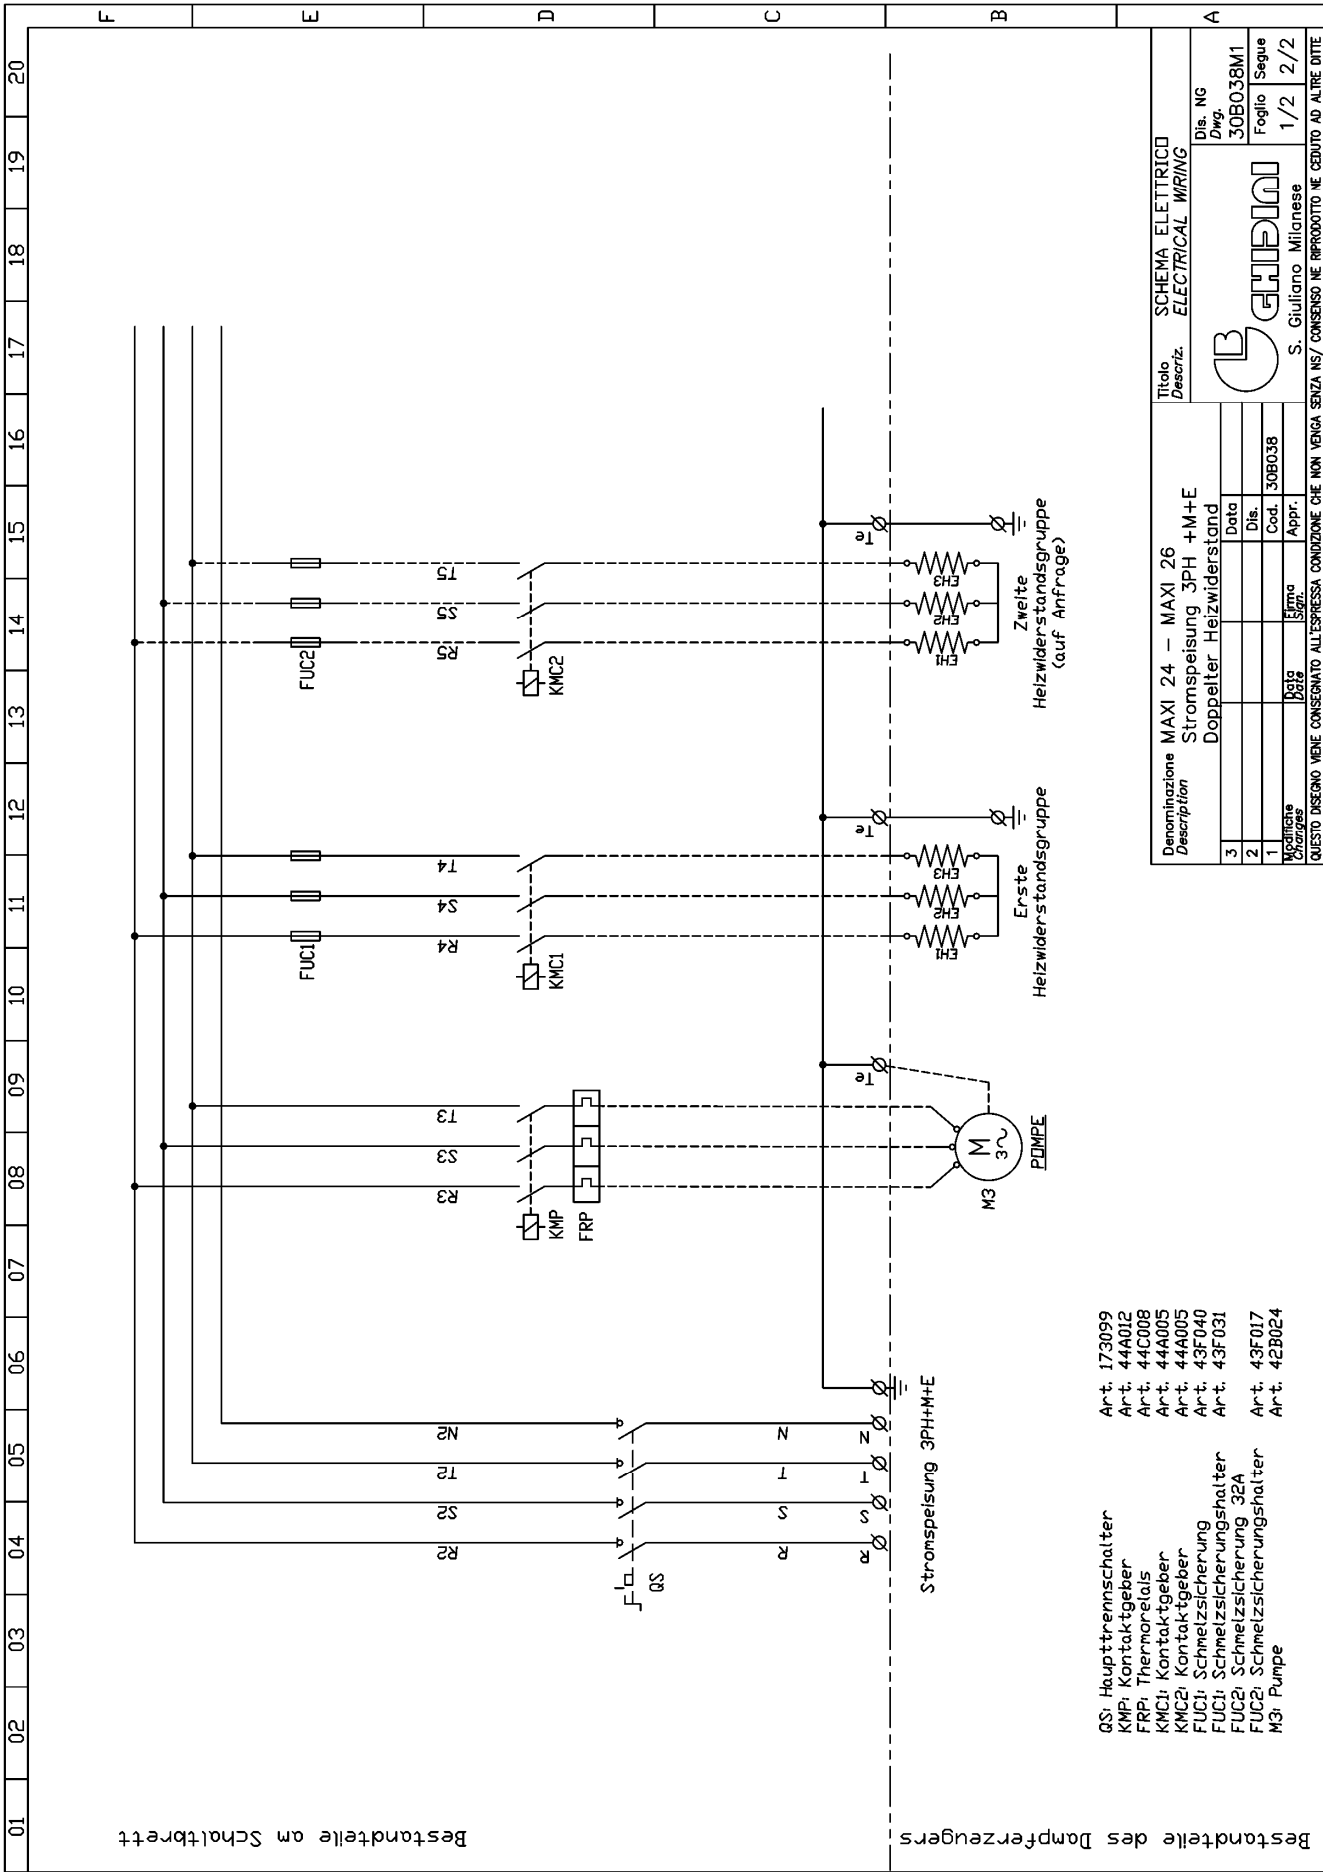 01 02 03 04 05 06 07 08 09 10 11 12 13 14 15 16 17 18 19 20
F
E
D
C
B
A
Bestandteile am Schaltbrett
Bestandteile des Dampferzeugers
R2 S2 T2 N2
QS
R S T N
R S T N
Stromspeisung 3PH+M+E
R3 S3 T3
KMP
FRP
Te
M
3~
M3
PUMPE
FUC1
R4 S4 T4
KMC1
Te
EH1 EH2 EH3
Erste
Heizwiderstandsgruppe
FUC2
R5 S5 T5
KMC2
Te
EH1 EH2 EH3
Zweite
Heizwiderstandsgruppe
(auf Anfrage)
QS: Haupttrennschalter Art. 173099
KMP: Kontaktgeber Art. 44A012
FRP: Thermorelais Art. 44C008
KMC1: Kontaktgeber Art. 44A005
KMC2: Kontaktgeber Art. 44A005
FUC1: Schmelzsicherung Art. 43F040
FUC1: Schmelzsicherungshalter Art. 43F031
FUC2: Schmelzsicherung 32A
FUC2: Schmelzsicherungshalter Art. 43F017
M3: Pumpe Art. 42B024
Denominazione MAXI 24 - MAXI 26
Description Stromspeisung 3PH +M+E
Doppelter Heizwiderstand
3 Data
2 Dis.
1 Cod. 30B038
Modifiche Data Firma Appr.
Changes Date Sign.
Titolo SCHEMA ELETTRICO
Descriz. ELECTRICAL WRING
B GHIDINI
S. Giuliano Milanese
Dis. NG
Dwg.
30B038M1
Foglio Segue
1/2 2/2
QUESTO DISEGNO VIENE CONSEGNATO ALL'ESPRESSA CONDIZIONE CHE NON VENGA SENZA NS/ CONSENSO NE RIPRODOTTO NE CEDUTO AD ALTRE DITTE